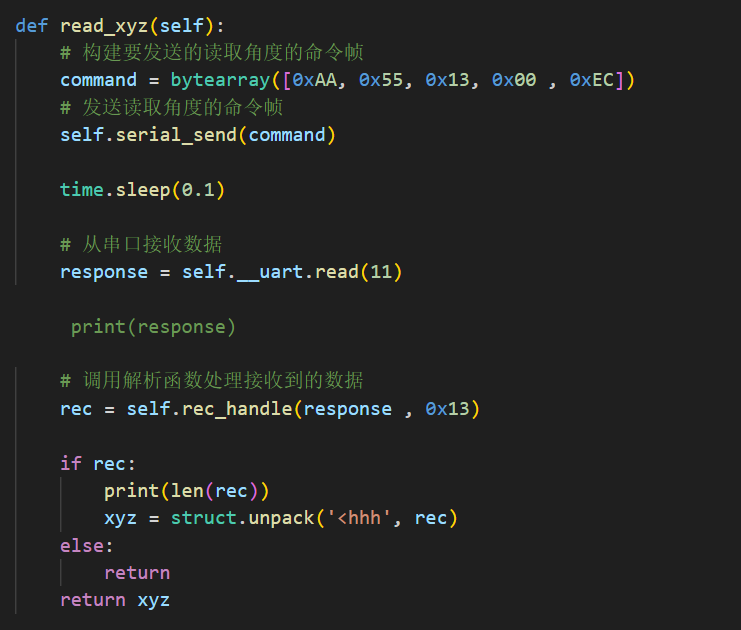 def read_xyz(self):
    # 构建要发送的读取角度的命令帧
    command = bytearray([0xAA, 0x55, 0x13, 0x00 , 0xEC])
    # 发送读取角度的命令帧
    self.serial_send(command)
    time.sleep(0.1)
    # 从串口接收数据
    response = self.__uart.read(11)
     print(response)
    # 调用解析函数处理接收到的数据
    rec = self.rec_handle(response , 0x13)
    if rec:
        print(len(rec))
        xyz = struct.unpack('<hhh', rec)
    else:
        return
    return xyz